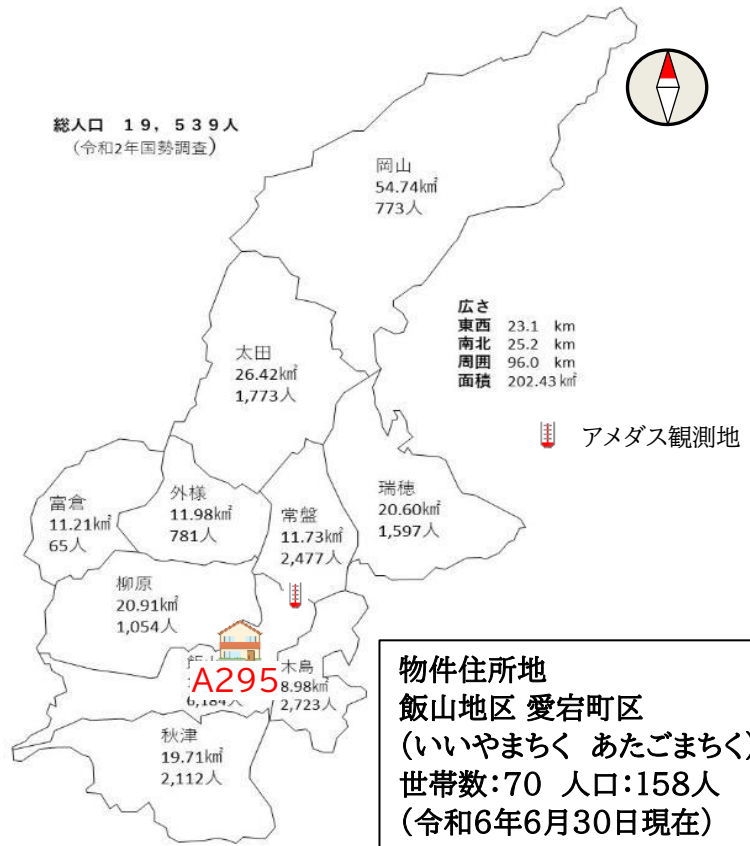 総人口 19,539人
(令和2年国勢調査)
岡山
54.74㎢
773人
広さ
東西 23.1 km
南北 25.2 km
周囲 96.0 km
面積 202.43㎢
アメダス観測地
太田
26.42㎢
1,773人
瑞穂
20.60㎢
1,597人
富倉
11.21㎢
65人
外様
11.98㎢
781人
常盤
11.73㎢
2,477人
柳原
20.91㎢
1,054人
A295
6,184人
木島
8.98㎢
2,723人
秋津
19.71㎢
2,112人
物件住所地
飯山地区 愛宕町区
(いいやまちく あたごまちく)
世帯数:70 人口:158人
(令和6年6月30日現在)